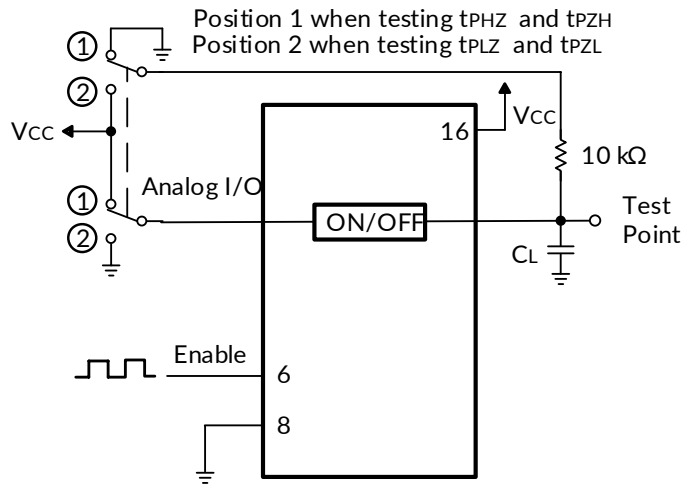 Position 1 when testing tPHZ and tPZH
Position 2 when testing tPLZ and tPZL
1
2
VCC
1
2
Analog I/O
ON/OFF
16
VCC
10 kΩ
Test
Point
CL
Enable
6
8